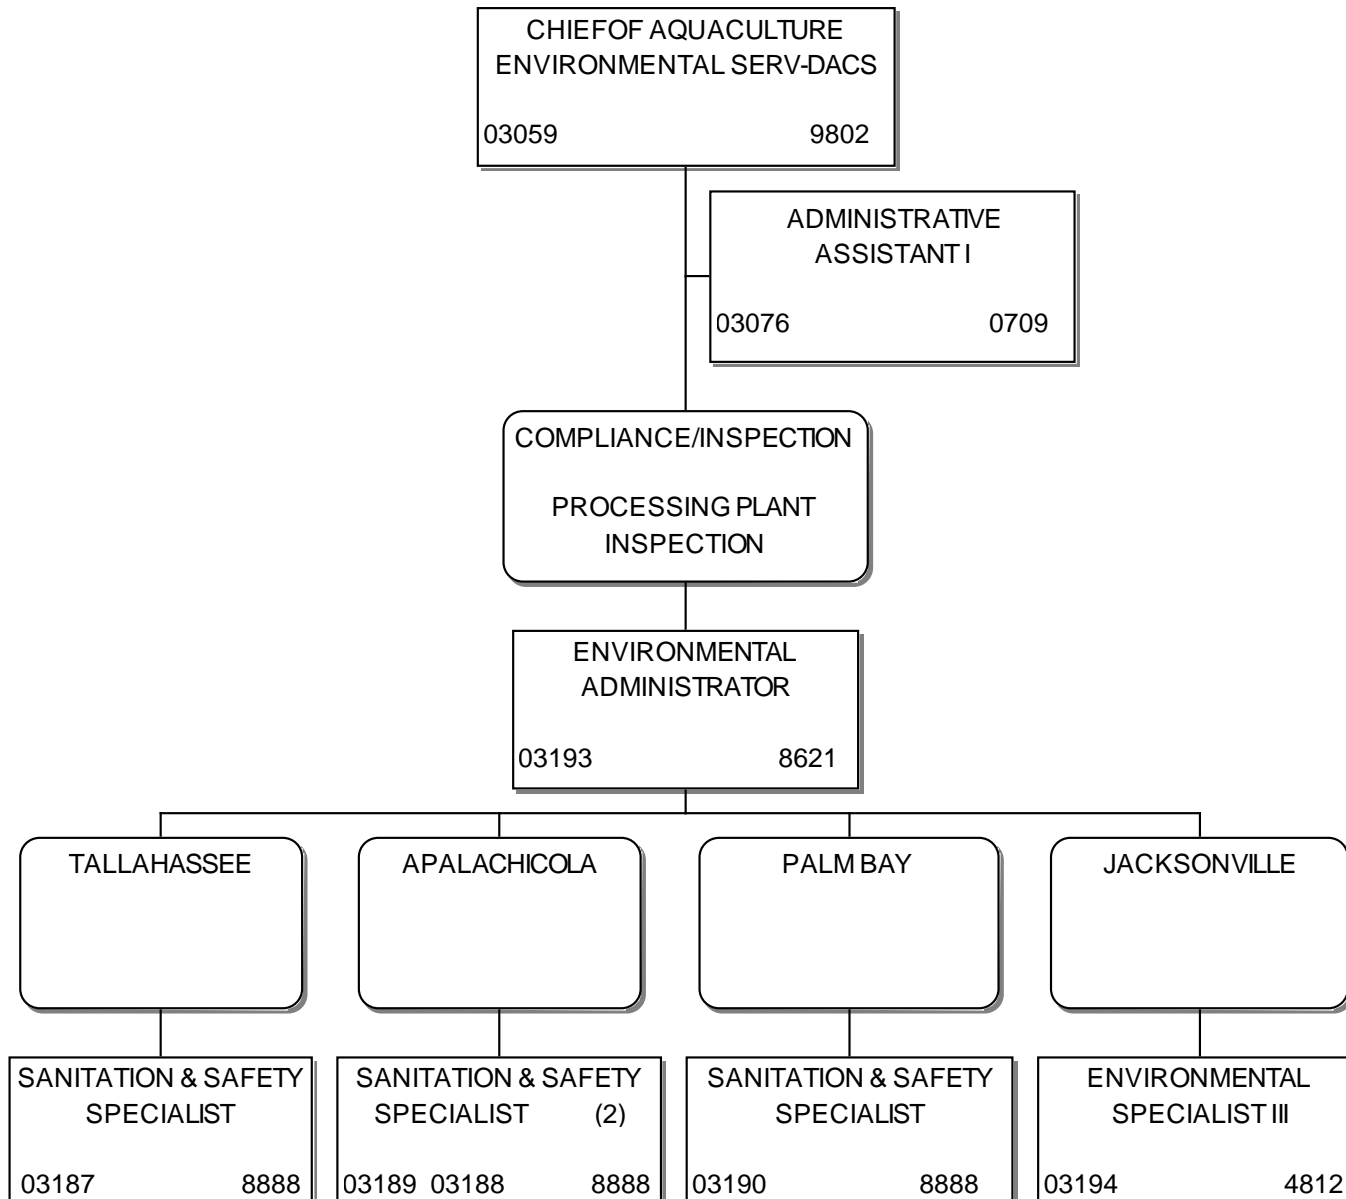 CHIEFOF AQUACULTURE
ENVIRONMENTAL SERV-DACS
03059 9802
ADMINISTRATIVE
ASSISTANT I
03076 0709
COMPLIANCE/INSPECTION
PROCESSING PLANT
INSPECTION
ENVIRONMENTAL
ADMINISTRATOR
03193 8621
TALLAHASSEE
APALACHICOLA
PALM BAY
JACKSONVILLE
SANITATION & SAFETY
SPECIALIST
03187 8888
SANITATION & SAFETY
SPECIALIST (2)
03189 03188 8888
SANITATION & SAFETY
SPECIALIST
03190 8888
ENVIRONMENTAL
SPECIALIST III
03194 4812